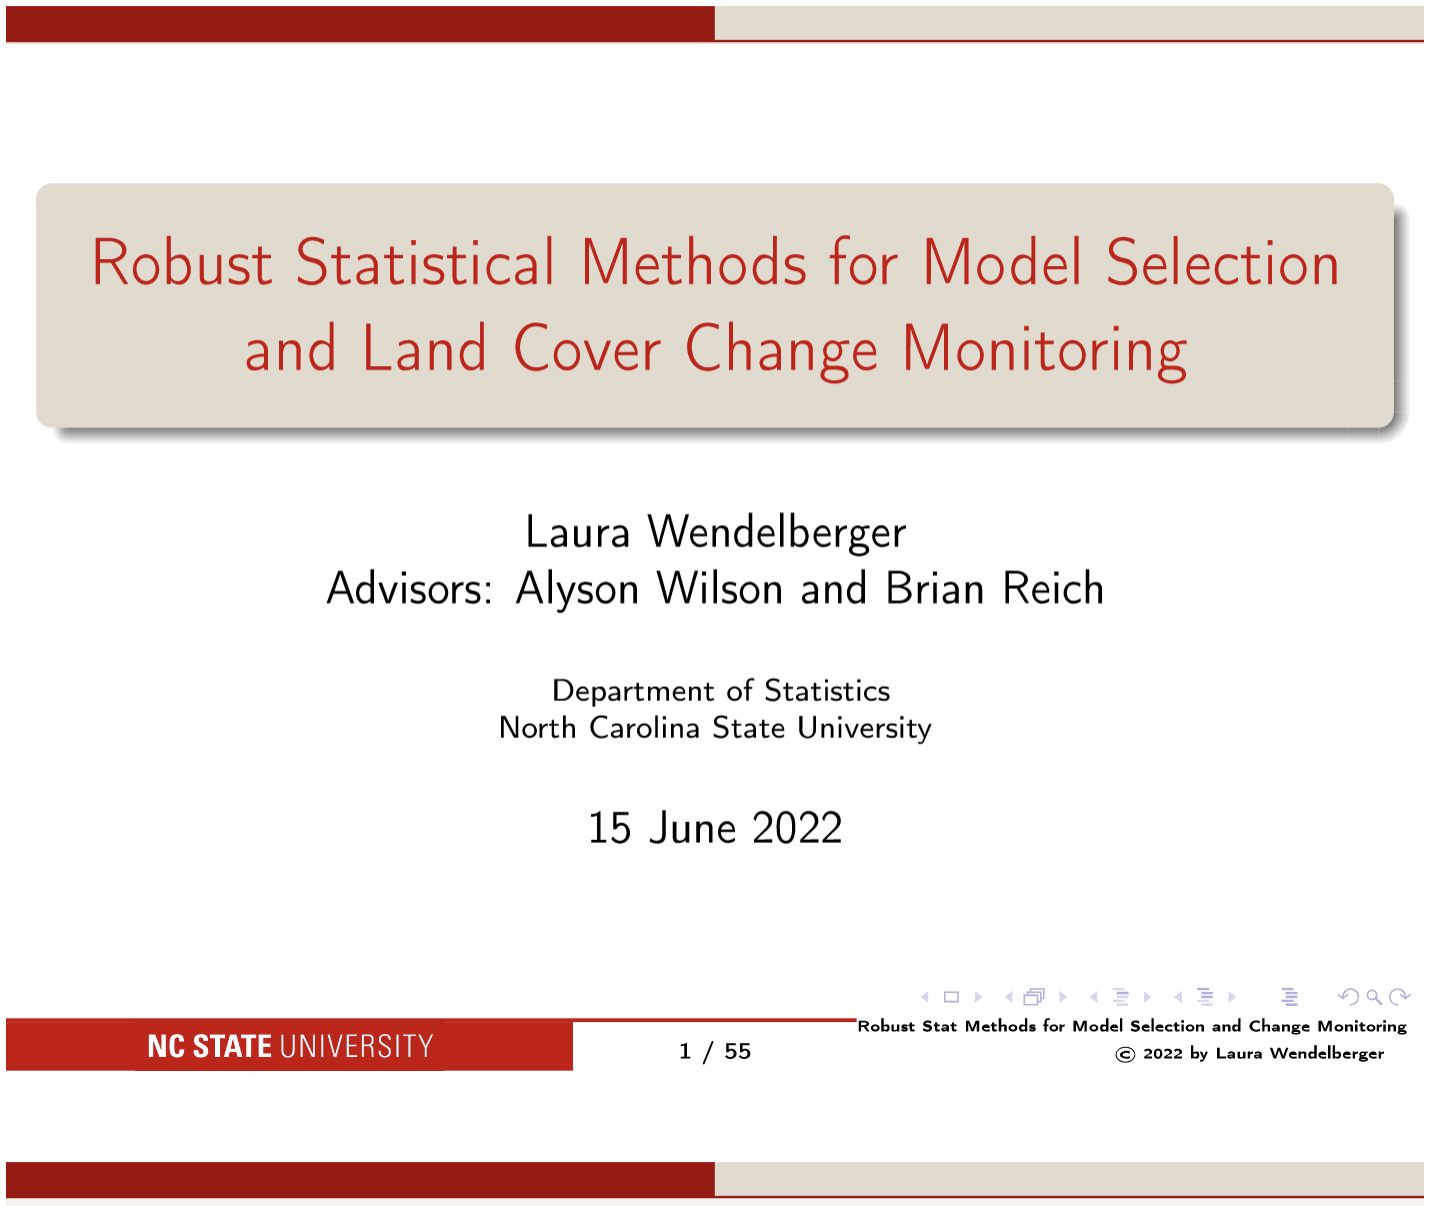 Robust Statistical Methods for Model Selection
and Land Cover Change Monitoring
Laura Wendelberger
Advisors: Alyson Wilson and Brian Reich
Department of Statistics
North Carolina State University
15 June 2022
NC STATE UNIVERSITY
1 / 55
Robust Stat Methods for Model Selection and Change Monitoring
© 2022 by Laura Wendelberger